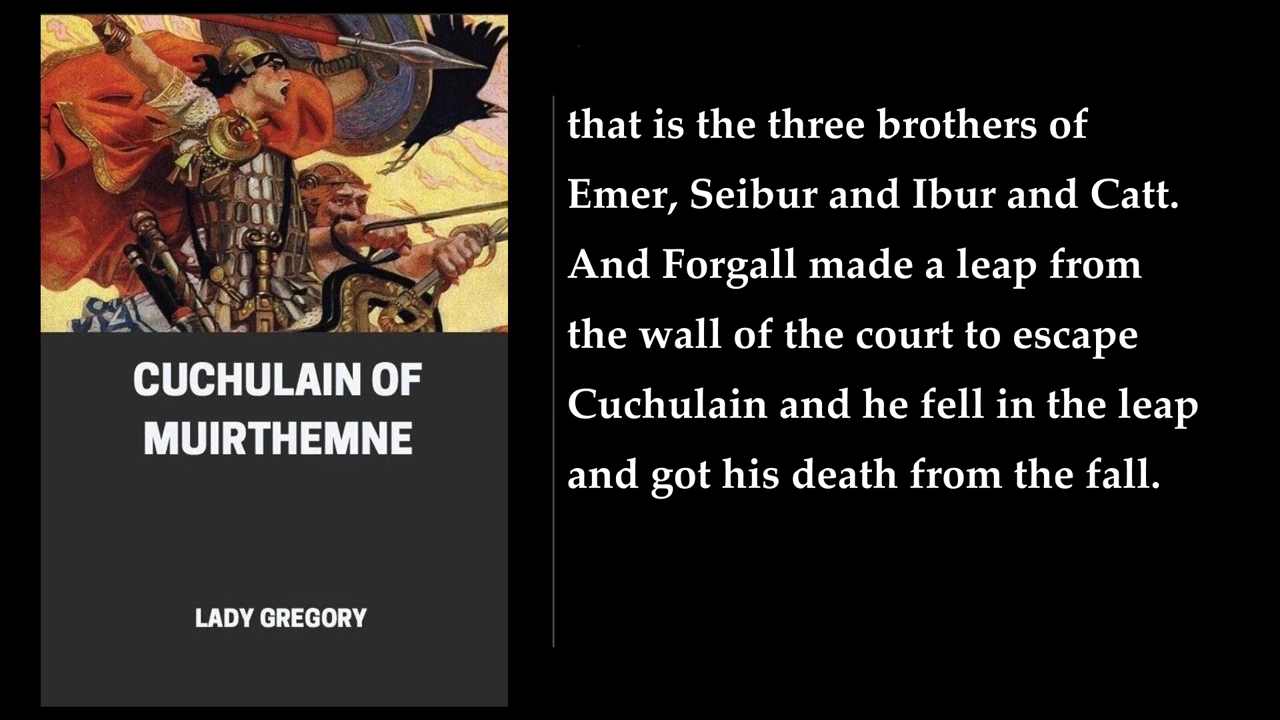 CUCHULAIN OF
MUIRTHEMNE
LADY GREGORY
that is the three brothers of
Emer, Seibur and Ibur and Catt.
And Forgall made a leap from
the wall of the court to escape
Cuchulain and he fell in the leap
and got his death from the fall.